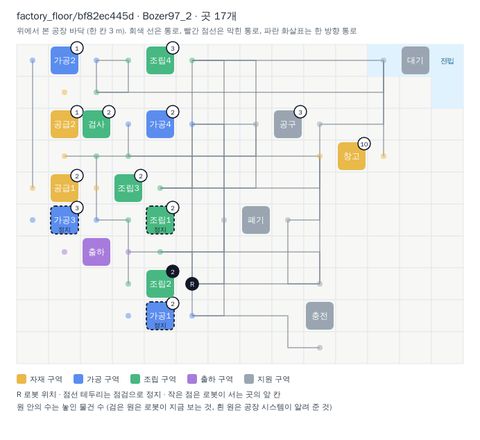 factory_floor/bf82ec445d · Bozer97_2 · 곳 17개
위에서 본 공장 바닥 (한 칸 3 m). 회색 선은 통로, 빨간 점선은 막힌 통로, 파란 화살표는 한 방향 통로
가공2 1 조립4 3 대기 전립
공급2 1 검사 2 가공4 2 공구 3
창고 10
공급1 2 조립3 2
가공3 정지 3 조립1 정지 2 폐기
출하
조립2 2 R
가공1 정지 2 충전
자재 구역 가공 구역 조립 구역 출하 구역 지원 구역
R 로봇 위치 · 점선 테두리는 점검으로 정지 · 작은 점은 로봇이 서는 곳의 앞 칸
원 안의 수는 놓인 물건 수 (검은 원은 로봇이 지금 보는 것, 흰 원은 공장 시스템이 알려 준 것)